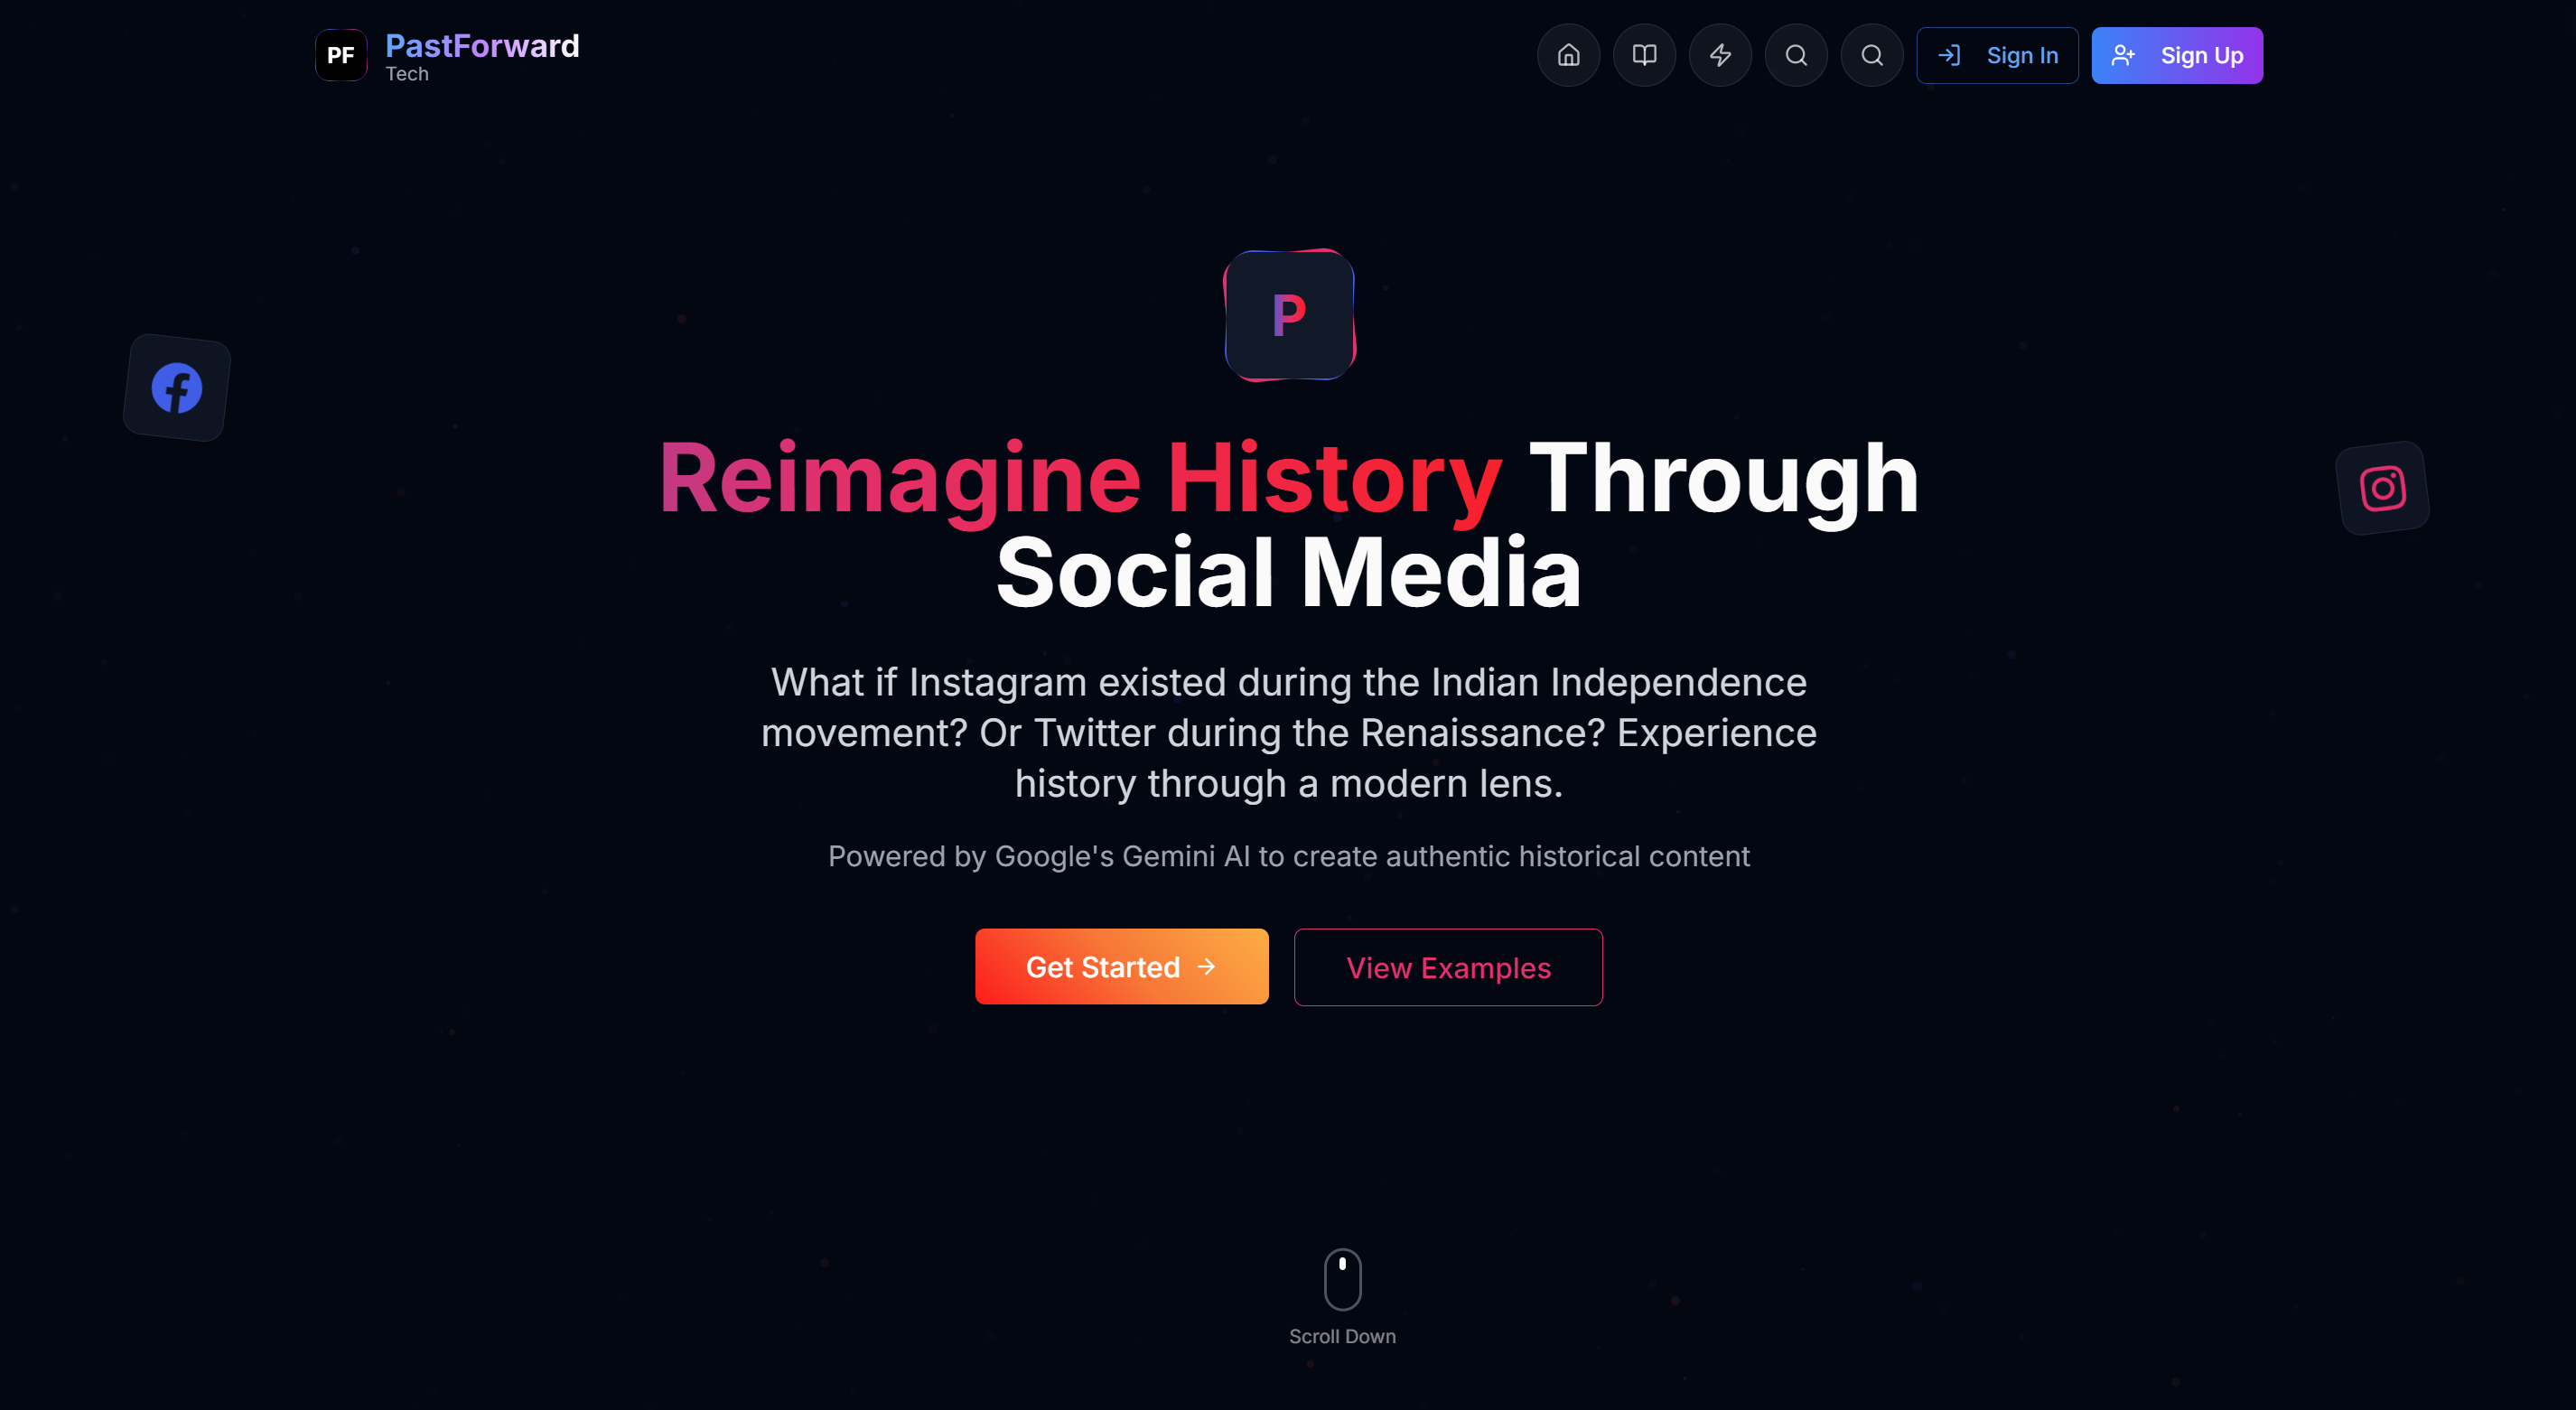 PF
PastForward
Tech
Sign In
Sign Up
P
Reimagine History Through
Social Media
What if Instagram existed during the Indian Independence
movement? Or Twitter during the Renaissance? Experience
history through a modern lens.
Powered by Google's Gemini AI to create authentic historical content
Get Started →
View Examples
Scroll Down